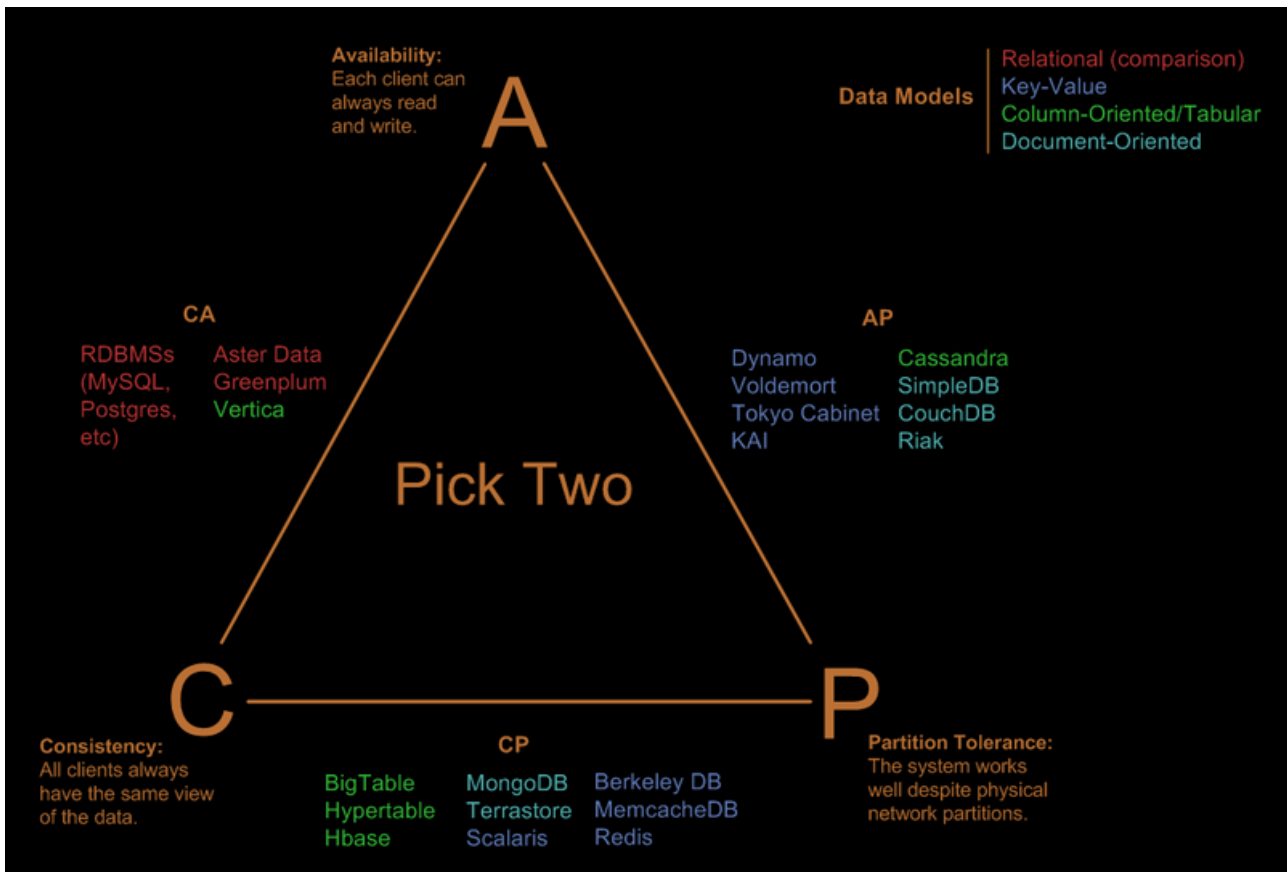 Availability:
Each client can
always read
and write.
A
Data Models
Relational (comparison)
Key-Value
Column-Oriented/Tabular
Document-Oriented
CA
RDBMSs
(MySQL,
Postgres,
etc)
Aster Data
Greenplum
Vertica
AP
Dynamo
Voldemort
Tokyo Cabinet
KAI
Cassandra
SimpleDB
CouchDB
Riak
Pick Two
C
P
Consistency:
All clients always
have the same view
of the data.
CP
BigTable
Hypertable
Hbase
MongoDB
Terrastore
Scalaris
Berkeley DB
MemcacheDB
Redis
Partition Tolerance:
The system works
well despite physical
network partitions.